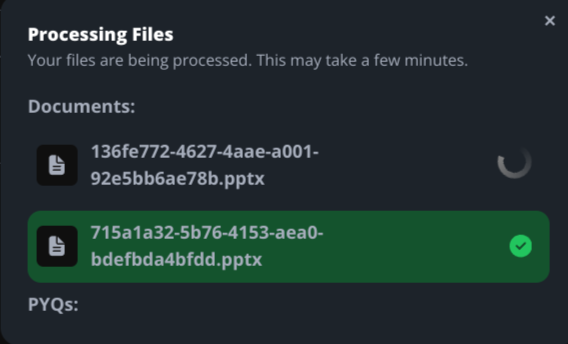 Processing Files
Your files are being processed. This may take a few minutes.
Documents:
136fe772-4627-4aae-a001-
92e5bb6ae78b.pptx
715a1a32-5b76-4153-aea0-
bdefbda4bfdd.pptx
PYQs: